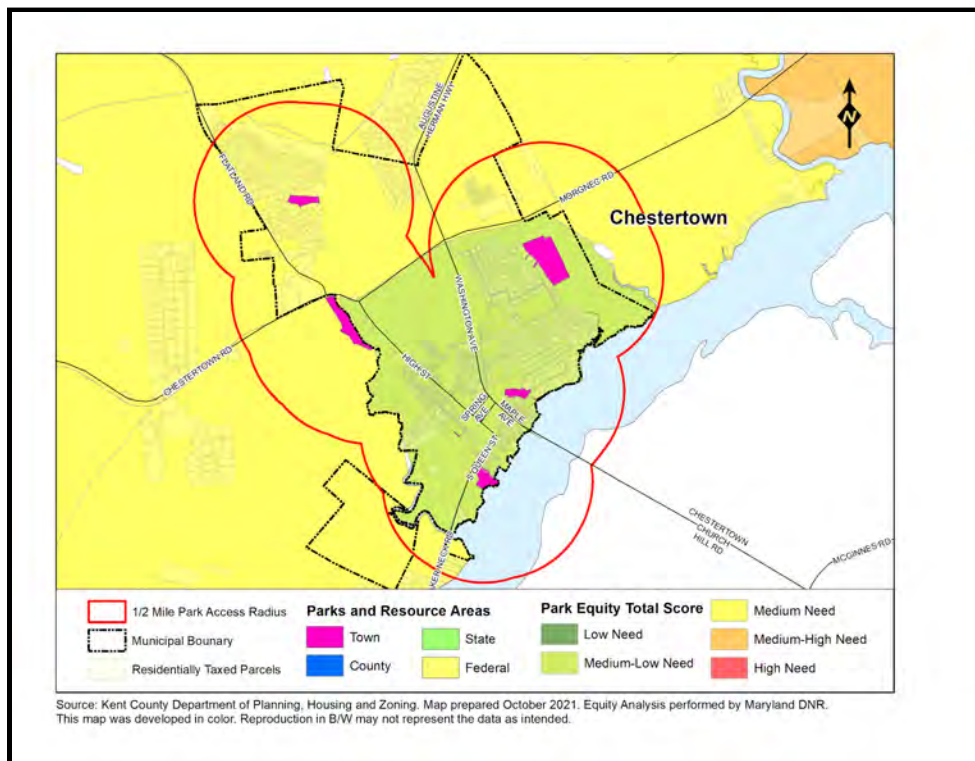 AUGUSTINE
HERMAN HWY
N
FLATLAND RD
MORGNEC RD
Chestertown
WASHINGTON AVE
CHESTERTOWN RD
HIGH ST
SPRING
AVE
MAPLE
AVE
S QUEEN ST
CHESTERTOWN
CHURCH
HILL RD
MCGINNES RD
KER NECK RD
1/2 Mile Park Access Radius
Municipal Bounary
Residentially Taxed Parcels
Parks and Resource Areas
Town
County
State
Federal
Park Equity Total Score
Low Need
Medium-Low Need
Medium Need
Medium-High Need
High Need
Source: Kent County Department of Planning, Housing and Zoning. Map prepared October 2021. Equity Analysis performed by Maryland DNR.
This map was developed in color. Reproduction in B/W may not represent the data as intended.